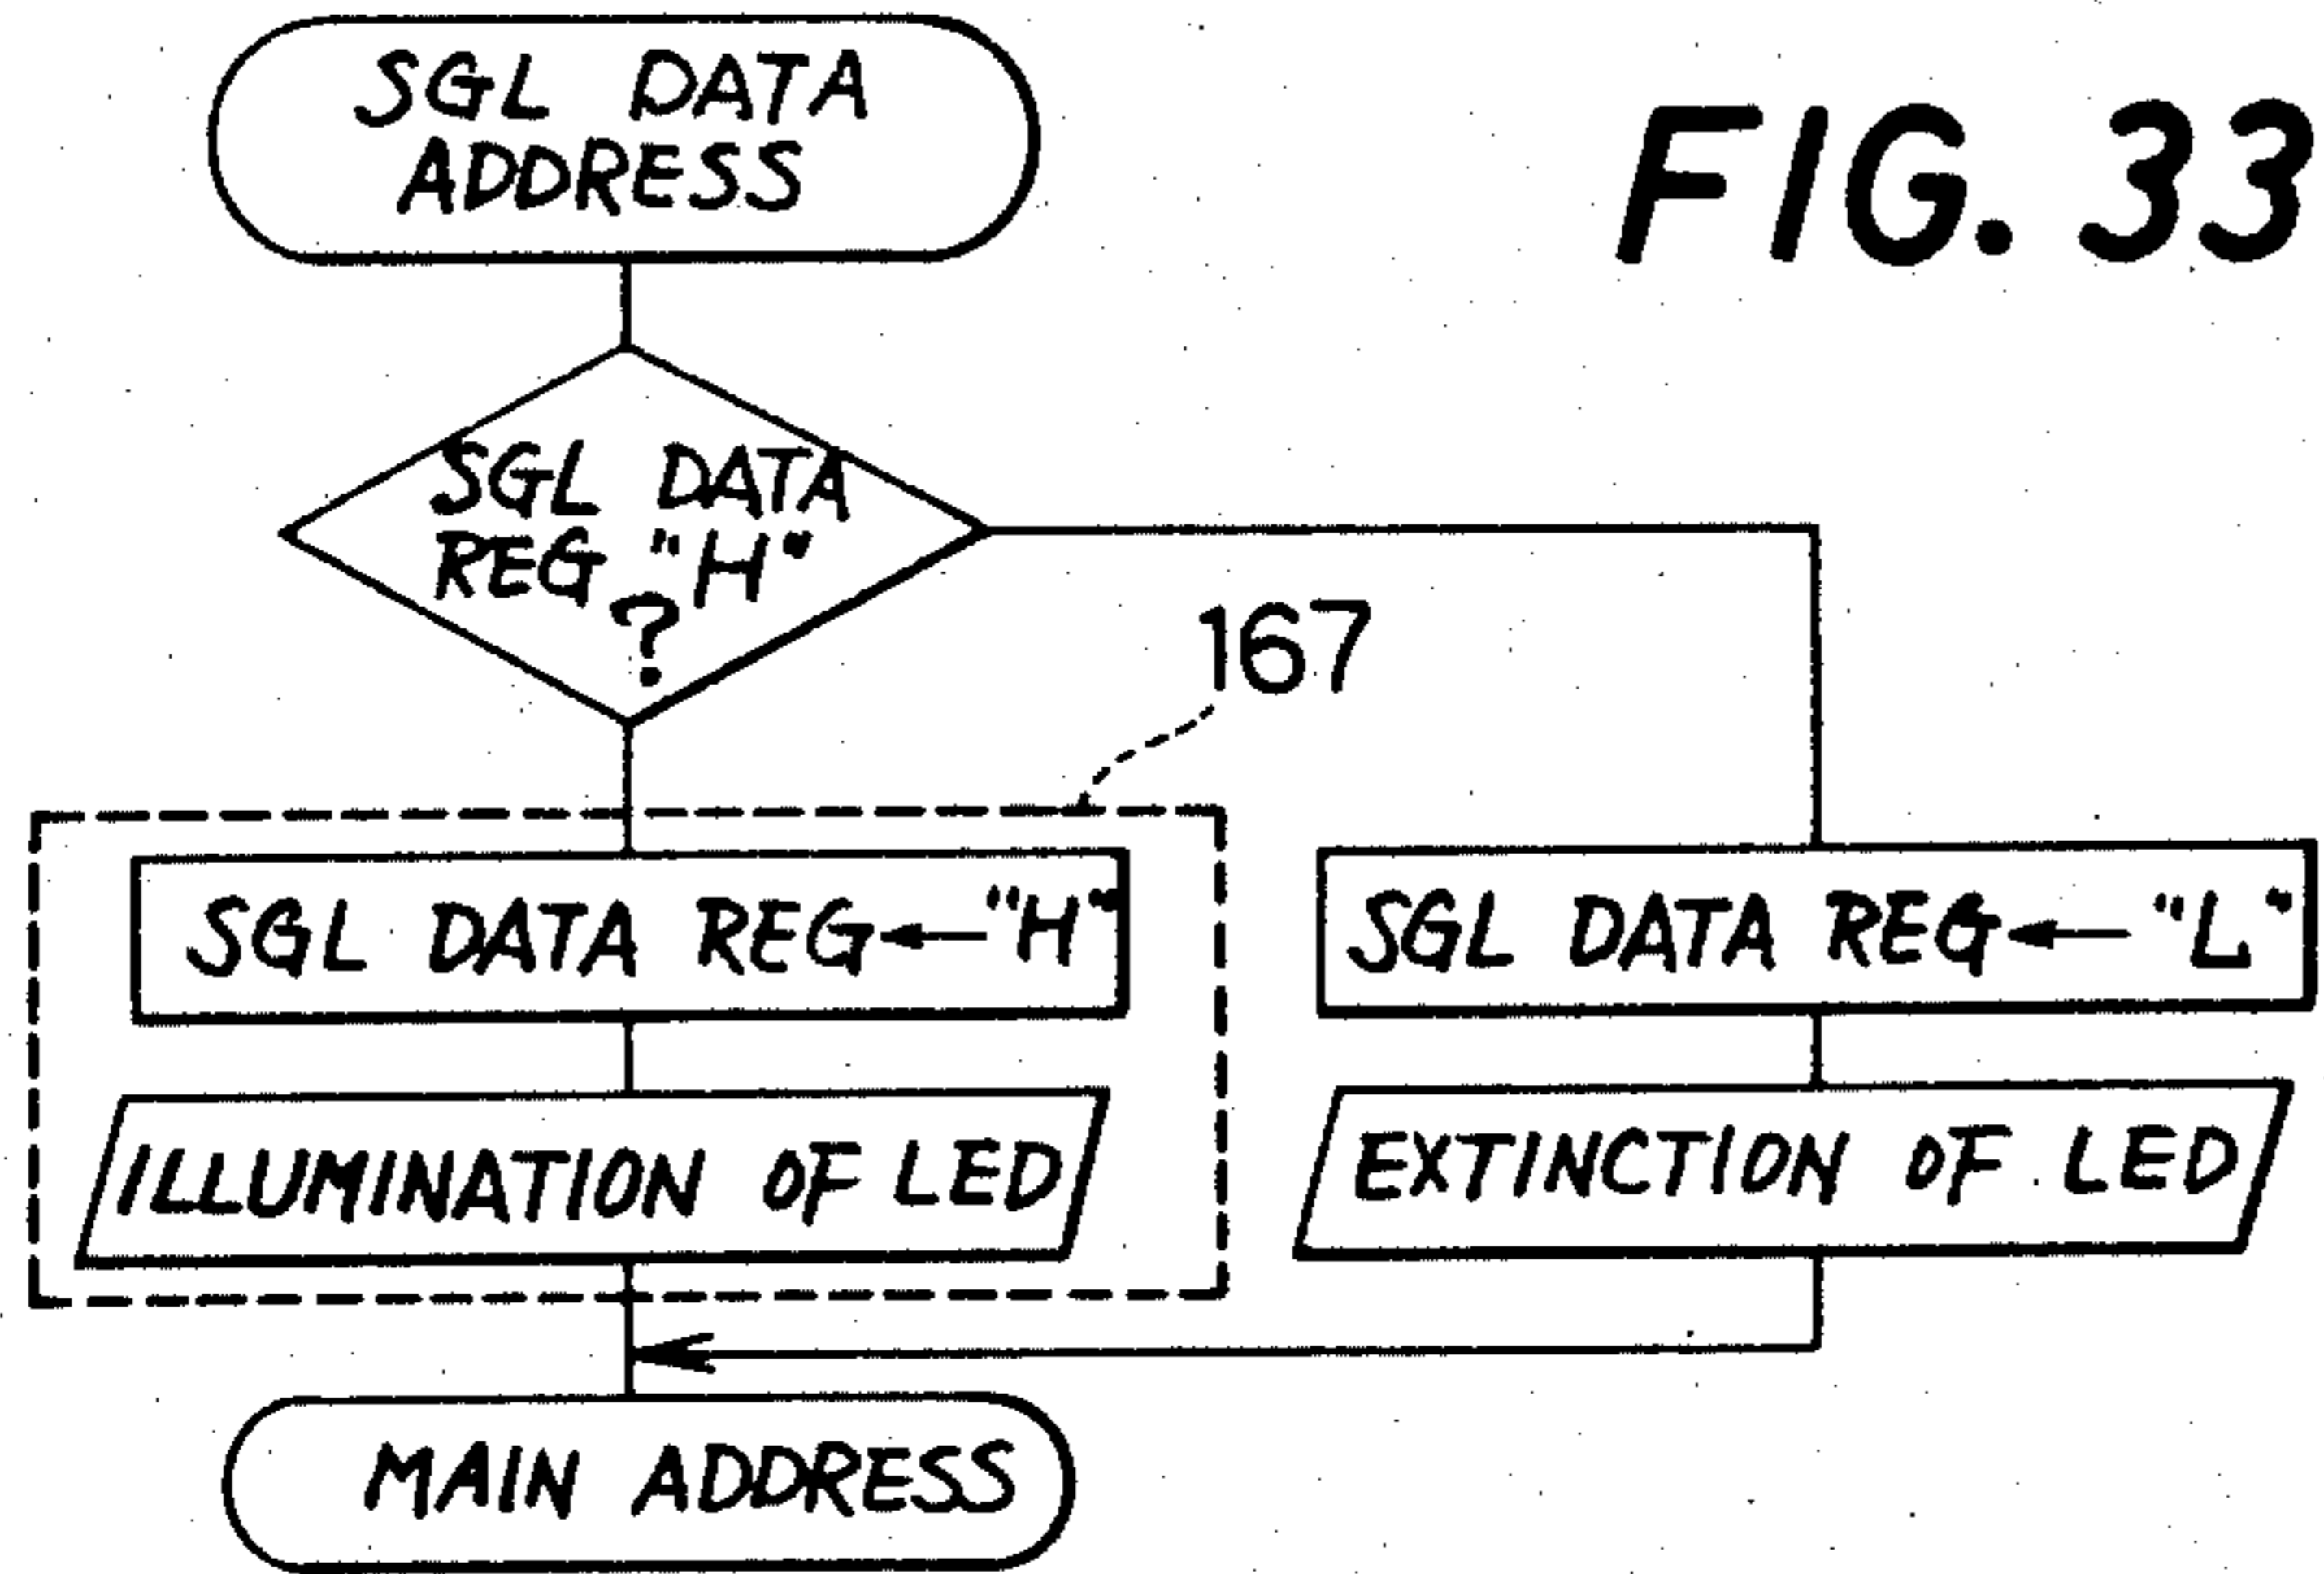 SGL DATA
ADDRESS
FIG. 33
SGL DATA
REG "H"
?
167
SGL DATA REG ← "H"
SGL DATA REG ← "L"
ILLUMINATION OF LED
EXTINCTION OF LED
MAIN ADDRESS